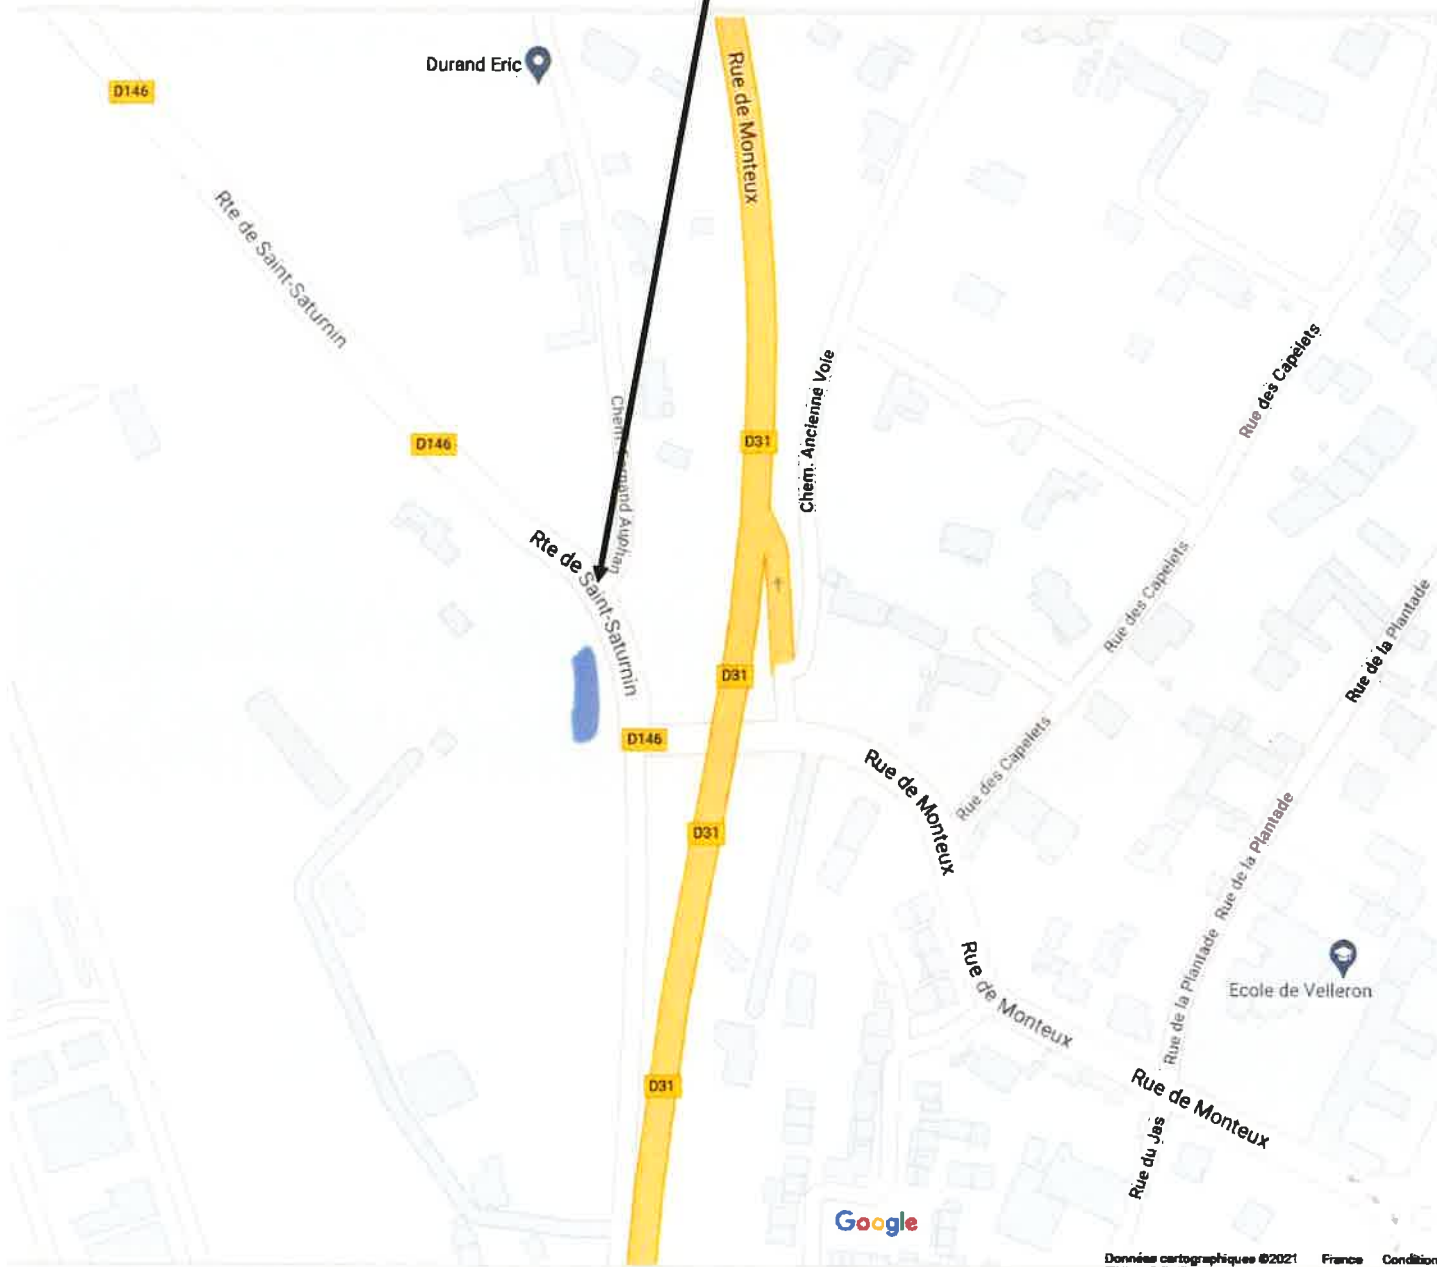 Durand Eric
D146
Rue de Monteux
Rte de Saint-Saturnin
Rue des Capelets
Chem. Ancienne Voie
D146
D31
Rte de Saint-Saturnin
Rue des Capelets
Rue de la Plantade
D31
D146
Rue des Capelets
Rue de Monteux
D31
Rue de la Plantade
Rue de la Plantade
Rue de Monteux
Ecole de Velleron
D31
Rue de Monteux
Rue du Jas
Google
Données cartographiques ©2021 France Condition